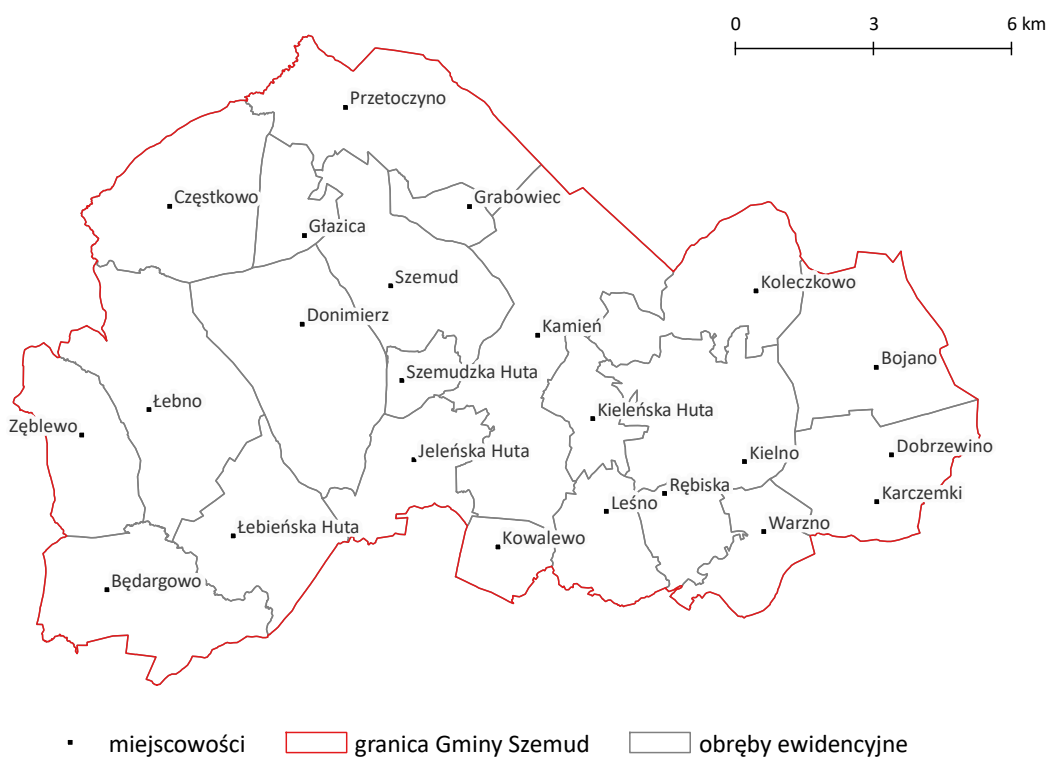 0 3 6 km
Przetoczyno
Częstkowo
Grabowiec
Głazica
Szemud
Koleczkowo
Donimierz
Kamień
Bojano
Szemudzka Huta
Łebno
Kieleńska Huta
Zęblewo
Jeleńska Huta
Kielno
Dobrzewino
Rębiska
Karczemki
Leśno
Łebieńska Huta
Warzno
Kowalewo
Będargowo
miejscowości granica Gminy Szemud obręby ewidencyjne